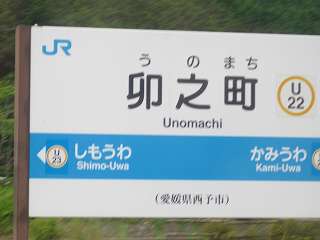 JR
うのまち
卯之町
U
22
Unomachi
U
23
しもうわ
Shimo-Uwa
かみうわ
Kami-Uwa
(愛媛県西予市)